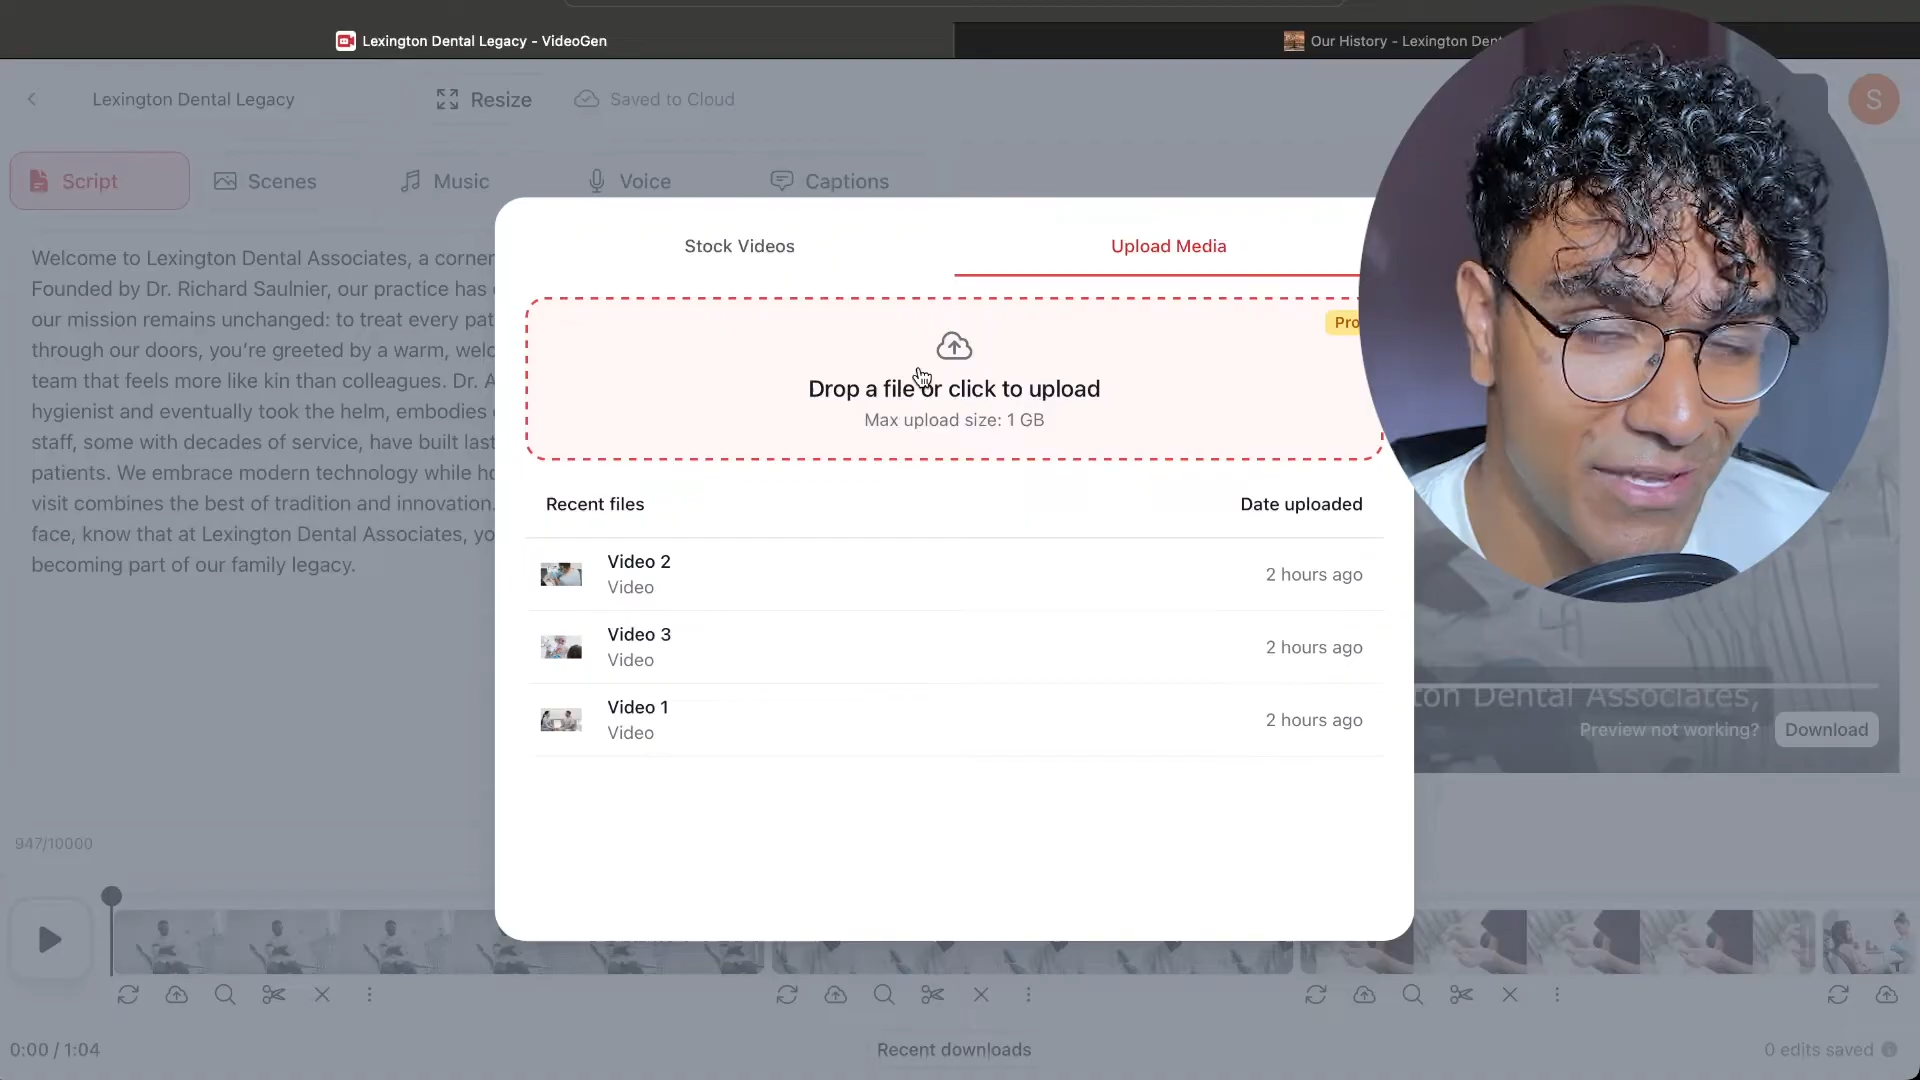 Lexington Dental Legacy - VideoGen
Our History - Lexington Dent
Lexington Dental Legacy
Resize
Saved to Cloud
S
Script
Scenes
Music
Voice
Captions
Welcome to Lexington Dental Associates, a corner
Founded by Dr. Richard Saulnier, our practice has
our mission remains unchanged: to treat every pat
through our doors, you're greeted by a warm, welc
team that feels more like kin than colleagues. Dr. A
hygienist and eventually took the helm, embodies
staff, some with decades of service, have built last
patients. We embrace modern technology while ho
visit combines the best of tradition and innovation.
face, know that at Lexington Dental Associates, yo
becoming part of our family legacy.
947/10000
Stock Videos
Upload Media
Pro
Drop a file or click to upload
Max upload size: 1 GB
Recent files
Date uploaded
Video 2
Video
2 hours ago
Video 3
Video
2 hours ago
Video 1
Video
2 hours ago
ton Dental Associates,
Preview not working?
Download
0:00 / 1:04
Recent downloads
0 edits saved